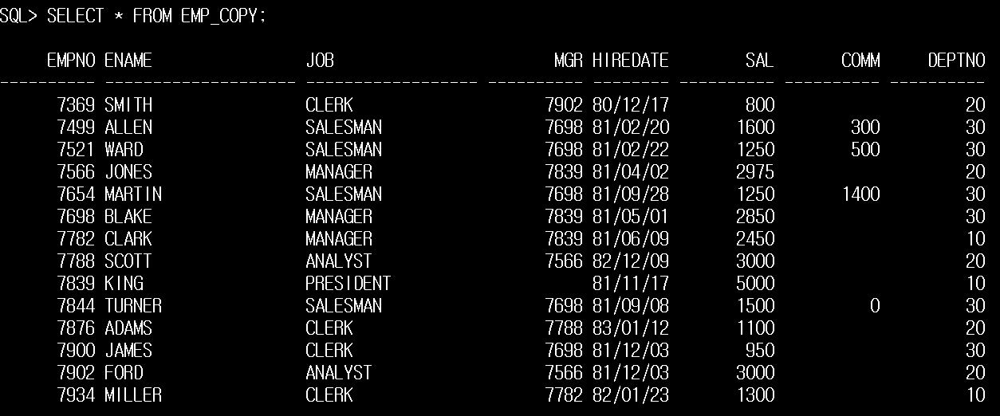 SQL> SELECT * FROM EMP_COPY;
     EMPNO ENAME                JOB                       MGR HIREDATE        SAL       COMM     DEPTNO
---------- -------------------- ------------------ ---------- -------- ---------- ---------- ----------
      7369 SMITH                CLERK                    7902 80/12/17        800                    20
      7499 ALLEN                SALESMAN                 7698 81/02/20       1600        300         30
      7521 WARD                 SALESMAN                 7698 81/02/22       1250        500         30
      7566 JONES                MANAGER                  7839 81/04/02       2975                    20
      7654 MARTIN               SALESMAN                 7698 81/09/28       1250       1400         30
      7698 BLAKE                MANAGER                  7839 81/05/01       2850                    30
      7782 CLARK                MANAGER                  7839 81/06/09       2450                    10
      7788 SCOTT                ANALYST                  7566 82/12/09       3000                    20
      7839 KING                 PRESIDENT                     81/11/17       5000                    10
      7844 TURNER               SALESMAN                 7698 81/09/08       1500          0         30
      7876 ADAMS                CLERK                    7788 83/01/12       1100                    20
      7900 JAMES                CLERK                    7698 81/12/03        950                    30
      7902 FORD                 ANALYST                  7566 81/12/03       3000                    20
      7934 MILLER               CLERK                    7782 82/01/23       1300                    10